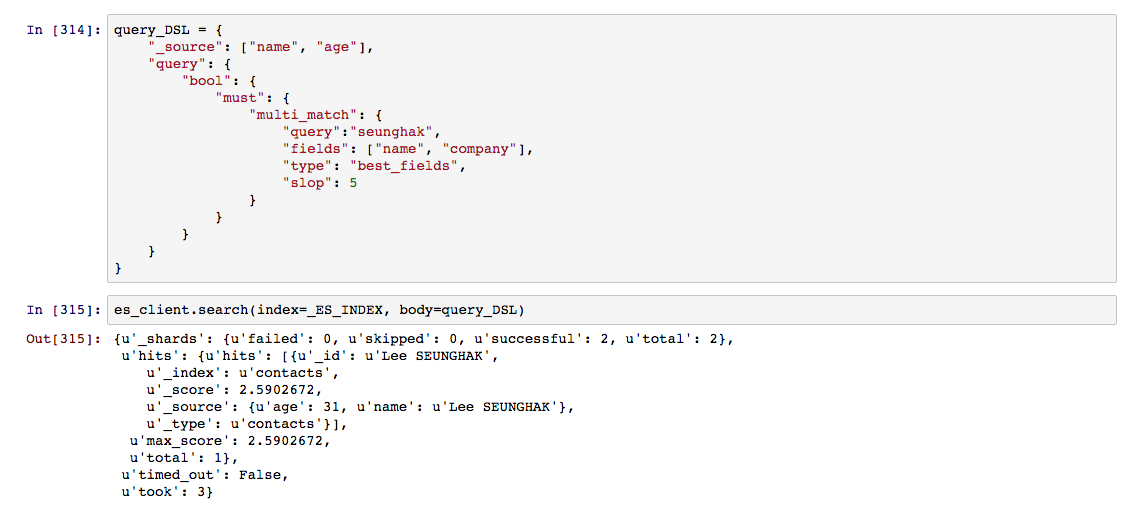 In [314]: query_DSL = {
    "_source": ["name", "age"],
    "query": {
        "bool": {
            "must": {
                "multi_match": {
                    "query":"seunghak",
                    "fields": ["name", "company"],
                    "type": "best_fields",
                    "slop": 5
                }
            }
        }
    }
}
In [315]: es_client.search(index=_ES_INDEX, body=query_DSL)
Out[315]: {u'_shards': {u'failed': 0, u'skipped': 0, u'successful': 2, u'total': 2},
 u'hits': {u'hits': [{u'_id': u'Lee SEUNGHAK',
    u'_index': u'contacts',
    u'_score': 2.5902672,
    u'_source': {u'age': 31, u'name': u'Lee SEUNGHAK'},
    u'_type': u'contacts'}],
  u'max_score': 2.5902672,
  u'total': 1},
 u'timed_out': False,
 u'took': 3}